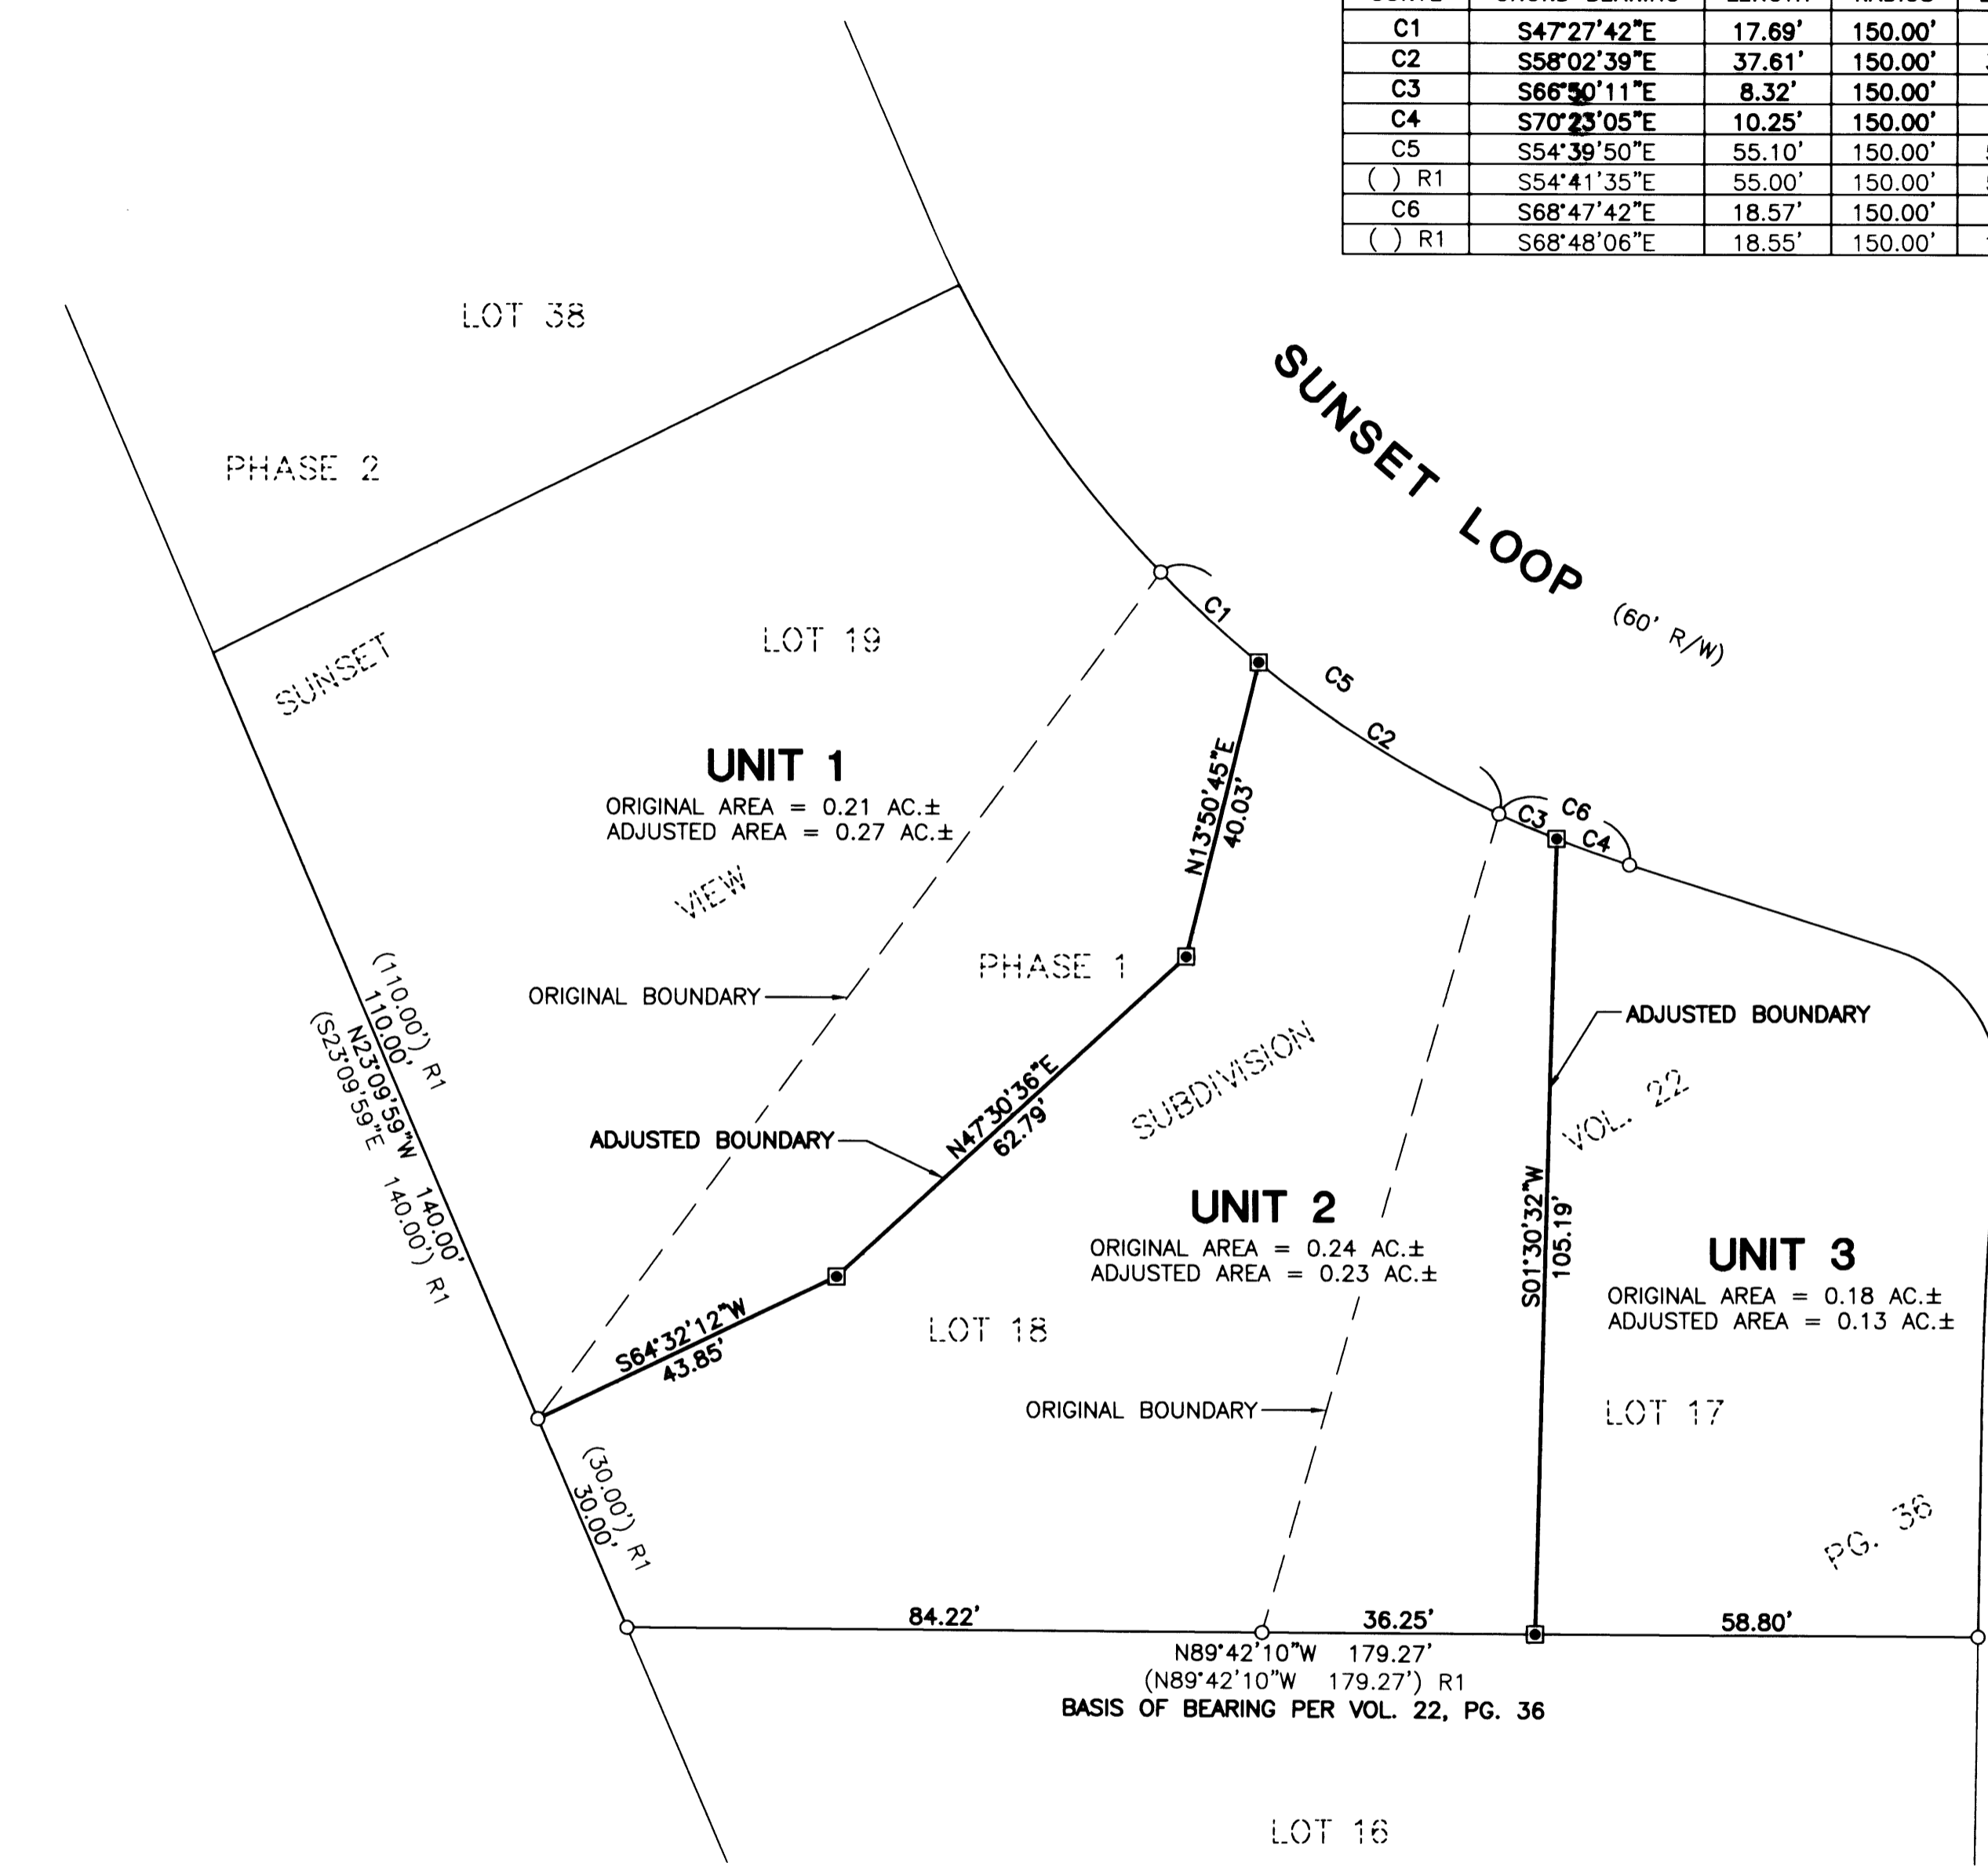 C1 S47°27'42"E 17.69' 150.00'
C2 S58°02'39"E 37.61' 150.00'
C3 S66°50'11"E 8.32' 150.00'
C4 S70°23'05"E 10.25' 150.00'
C5 S54°39'50"E 55.10' 150.00'
( ) R1 S54°41'35"E 55.00' 150.00'
C6 S68°47'42"E 18.57' 150.00'
( ) R1 S68°48'06"E 18.55' 150.00'
LOT 38
PHASE 2
SUNSET LOOP (60' R/W)
SUNSET
LOT 19
C1
C5
C2
C3
C6
C4
UNIT 1
ORIGINAL AREA = 0.21 AC.±
ADJUSTED AREA = 0.27 AC.±
VIEW
N13°50'45"E
40.03'
PHASE 1
ORIGINAL BOUNDARY
(110.00') R1
110.00'
N23°09'59"W 140.00'
(S23°09'59"E 140.00') R1
ADJUSTED BOUNDARY
SUBDIVISION
VOL. 22
N47°30'36"E
62.79'
ADJUSTED BOUNDARY
UNIT 2
ORIGINAL AREA = 0.24 AC.±
ADJUSTED AREA = 0.23 AC.±
S01°30'32"W
105.19'
UNIT 3
ORIGINAL AREA = 0.18 AC.±
ADJUSTED AREA = 0.13 AC.±
LOT 18
S64°32'12"W
43.85'
ORIGINAL BOUNDARY
LOT 17
(30.00') R1
30.00'
PG. 36
84.22'
36.25'
58.80'
N89°42'10"W 179.27'
(N89°42'10"W 179.27') R1
BASIS OF BEARING PER VOL. 22, PG. 36
LOT 16